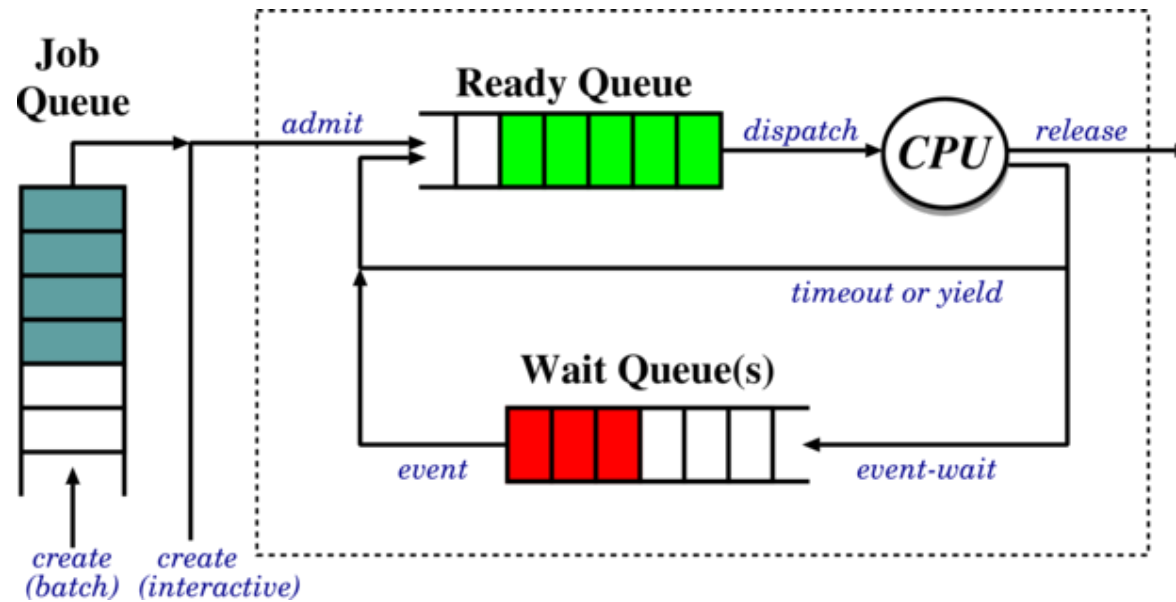 Job
Queue
Ready Queue
admit
dispatch
CPU
release
timeout or yield
Wait Queue(s)
event
event-wait
create
(batch)
create
(interactive)